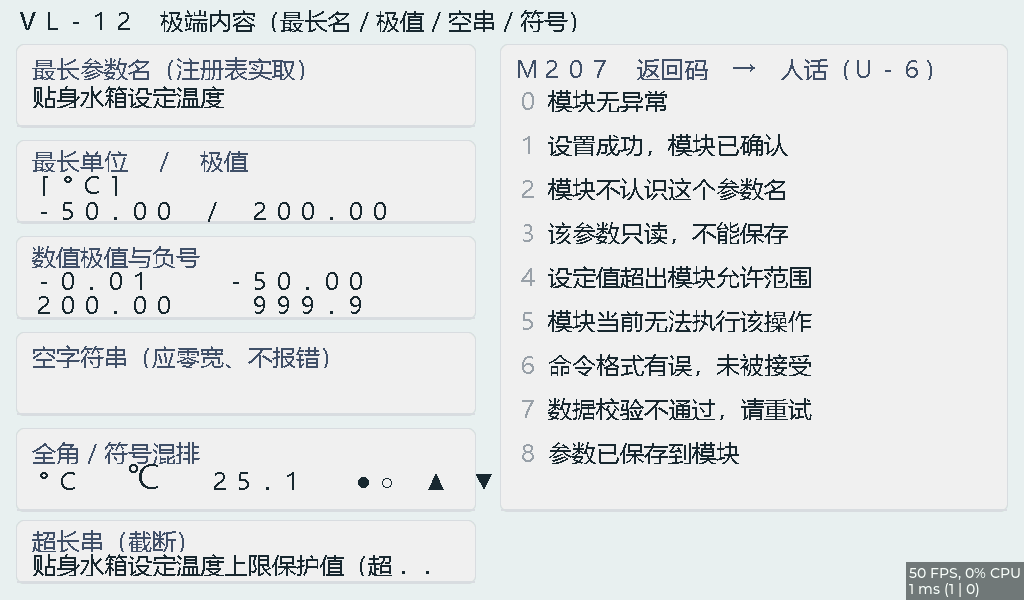 VL-12 极端内容（最长名/极值/空串/符号）
最长参数名（注册表实取）
贴身水箱设定温度
最长单位 / 极值
[°C]
-50.00 / 200.00
数值极值与负号
-0.01 -50.00
200.00 999.9
空字符串（应零宽、不报错）
全角/符号混排
°C ℃ 25.1 ●○ ▲ ▼
超长串（截断）
贴身水箱设定温度上限保护值（超..
M207 返回码 → 人话（U-6）
0 模块无异常
1 设置成功，模块已确认
2 模块不认识这个参数名
3 该参数只读，不能保存
4 设定值超出模块允许范围
5 模块当前无法执行该操作
6 命令格式有误，未被接受
7 数据校验不通过，请重试
8 参数已保存到模块
50 FPS, 0% CPU
1 ms (1 | 0)